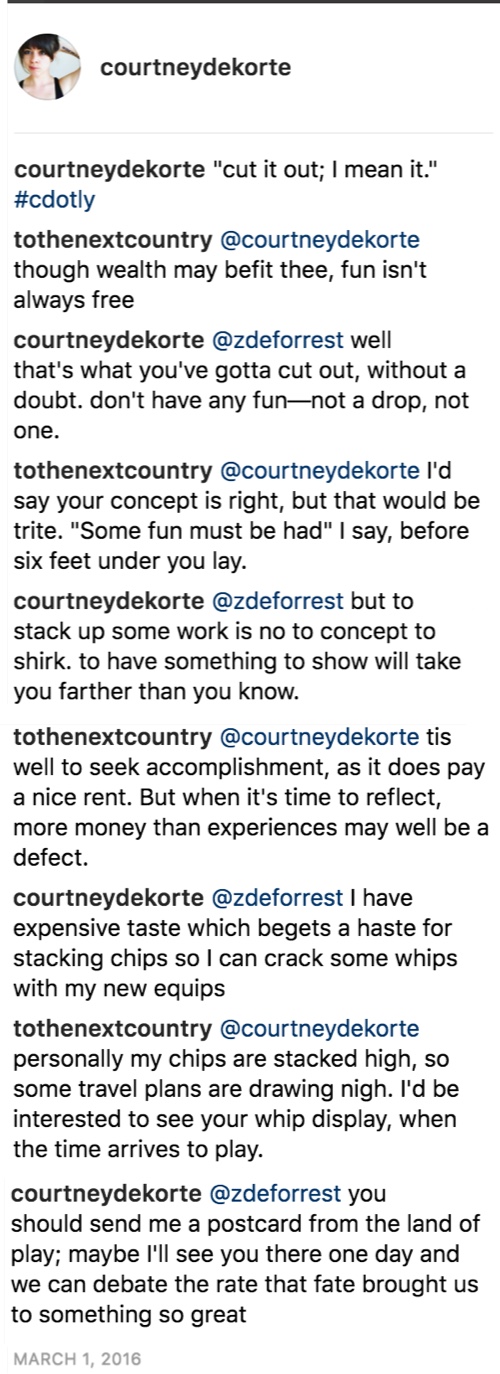 courtneydekorte
courtneydekorte "cut it out; I mean it."
#cdotly
tothenextcountry @courtneydekorte
though wealth may befit thee, fun isn't
always free
courtneydekorte @zdeforrest well
that's what you've gotta cut out, without a
doubt. don't have any fun—not a drop, not
one.
tothenextcountry @courtneydekorte I'd
say your concept is right, but that would be
trite. "Some fun must be had" I say, before
six feet under you lay.
courtneydekorte @zdeforrest but to
stack up some work is no to concept to
shirk. to have something to show will take
you farther than you know.
tothenextcountry @courtneydekorte tis
well to seek accomplishment, as it does pay
a nice rent. But when it's time to reflect,
more money than experiences may well be a
defect.
courtneydekorte @zdeforrest I have
expensive taste which begets a haste for
stacking chips so I can crack some whips
with my new equips
tothenextcountry @courtneydekorte
personally my chips are stacked high, so
some travel plans are drawing nigh. I'd be
interested to see your whip display, when
the time arrives to play.
courtneydekorte @zdeforrest you
should send me a postcard from the land of
play; maybe I'll see you there one day and
we can debate the rate that fate brought us
to something so great
MARCH 1, 2016